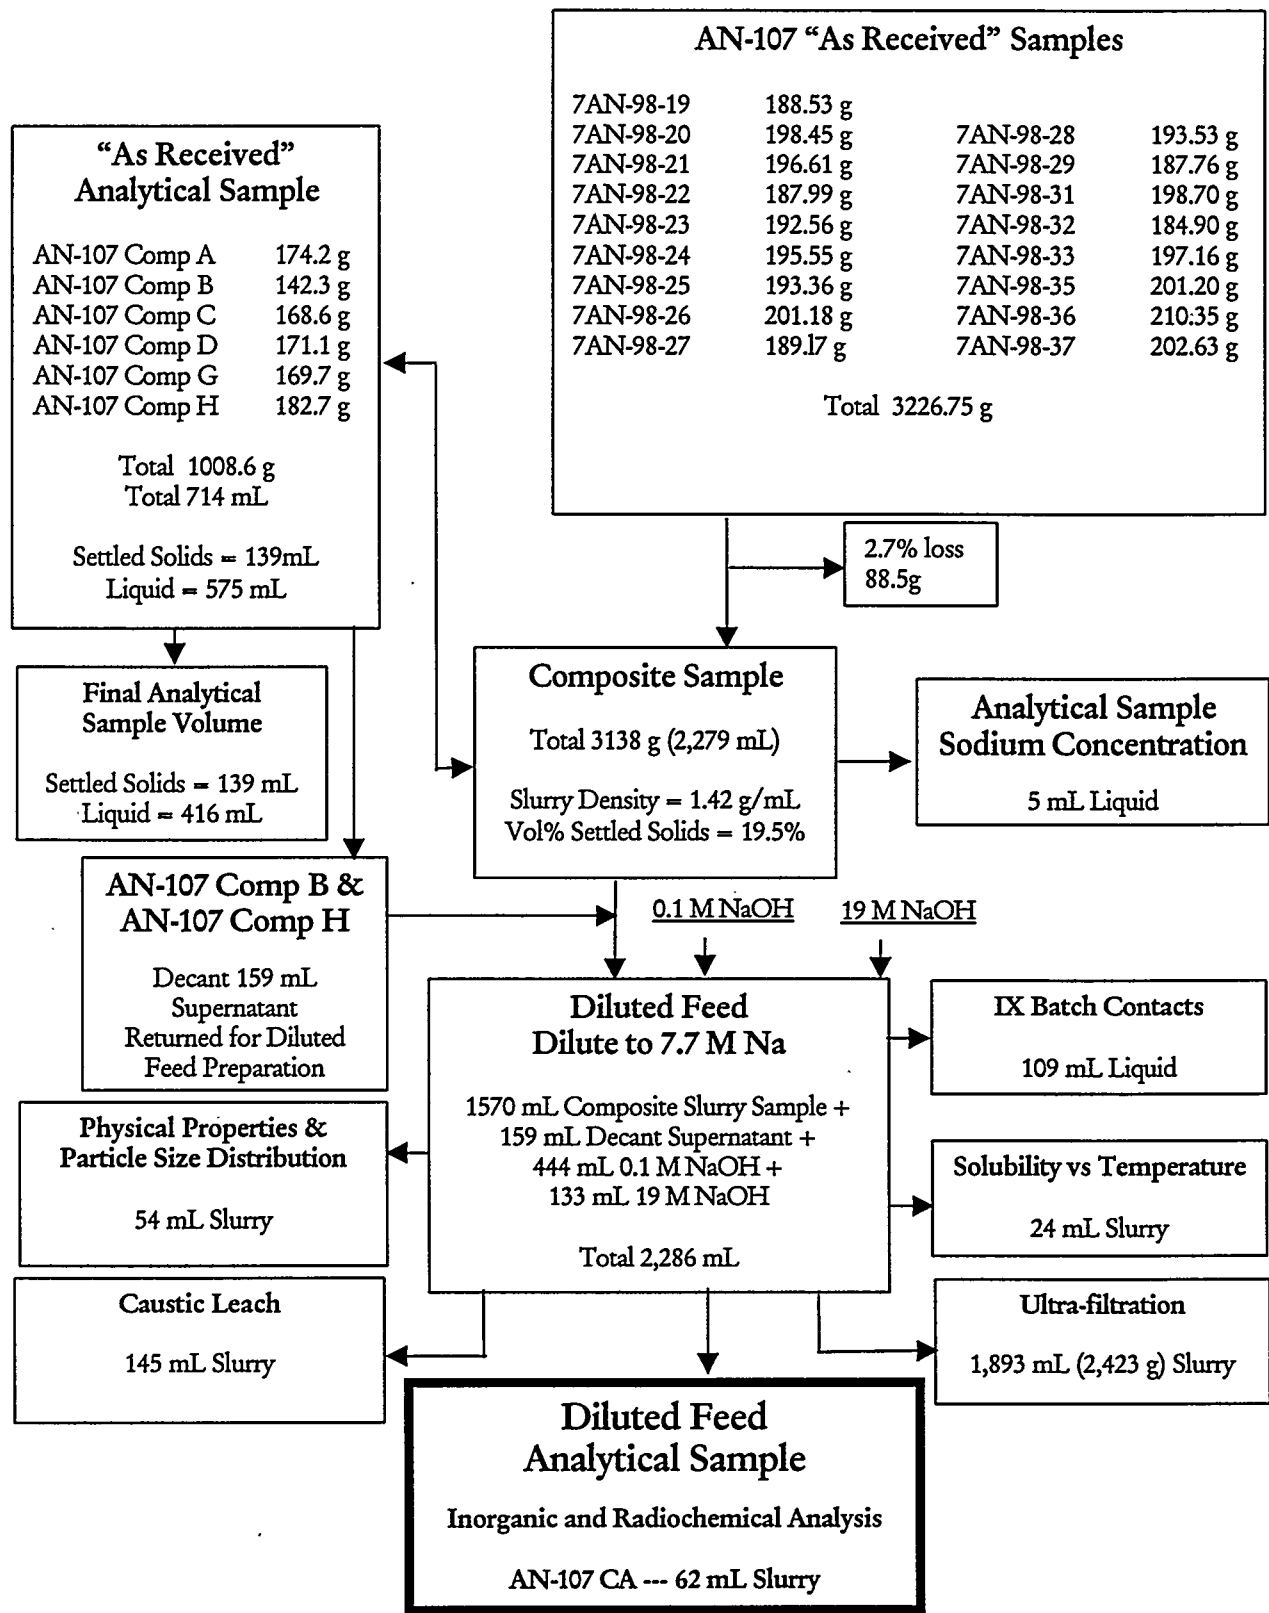 AN-107 “As Received” Samples
7AN-98-19 188.53 g
7AN-98-20 198.45 g 7AN-98-28 193.53 g
7AN-98-21 196.61 g 7AN-98-29 187.76 g
7AN-98-22 187.99 g 7AN-98-31 198.70 g
7AN-98-23 192.56 g 7AN-98-32 184.90 g
7AN-98-24 195.55 g 7AN-98-33 197.16 g
7AN-98-25 193.36 g 7AN-98-35 201.20 g
7AN-98-26 201.18 g 7AN-98-36 210.35 g
7AN-98-27 189.17 g 7AN-98-37 202.63 g
Total 3226.75 g
“As Received”
Analytical Sample
AN-107 Comp A 174.2 g
AN-107 Comp B 142.3 g
AN-107 Comp C 168.6 g
AN-107 Comp D 171.1 g
AN-107 Comp G 169.7 g
AN-107 Comp H 182.7 g
Total 1008.6 g
Total 714 mL
Settled Solids = 139mL
Liquid = 575 mL
2.7% loss
88.5g
Final Analytical
Sample Volume
Settled Solids = 139 mL
Liquid = 416 mL
Composite Sample
Total 3138 g (2,279 mL)
Slurry Density = 1.42 g/mL
Vol% Settled Solids = 19.5%
Analytical Sample
Sodium Concentration
5 mL Liquid
AN-107 Comp B &
AN-107 Comp H
Decant 159 mL
Supernatant
Returned for Diluted
Feed Preparation
0.1 M NaOH
19 M NaOH
Diluted Feed
Dilute to 7.7 M Na
1570 mL Composite Slurry Sample +
159 mL Decant Supernatant +
444 mL 0.1 M NaOH +
133 mL 19 M NaOH
Total 2,286 mL
IX Batch Contacts
109 mL Liquid
Physical Properties &
Particle Size Distribution
54 mL Slurry
Solubility vs Temperature
24 mL Slurry
Caustic Leach
145 mL Slurry
Ultra-filtration
1,893 mL (2,423 g) Slurry
Diluted Feed
Analytical Sample
Inorganic and Radiochemical Analysis
AN-107 CA --- 62 mL Slurry